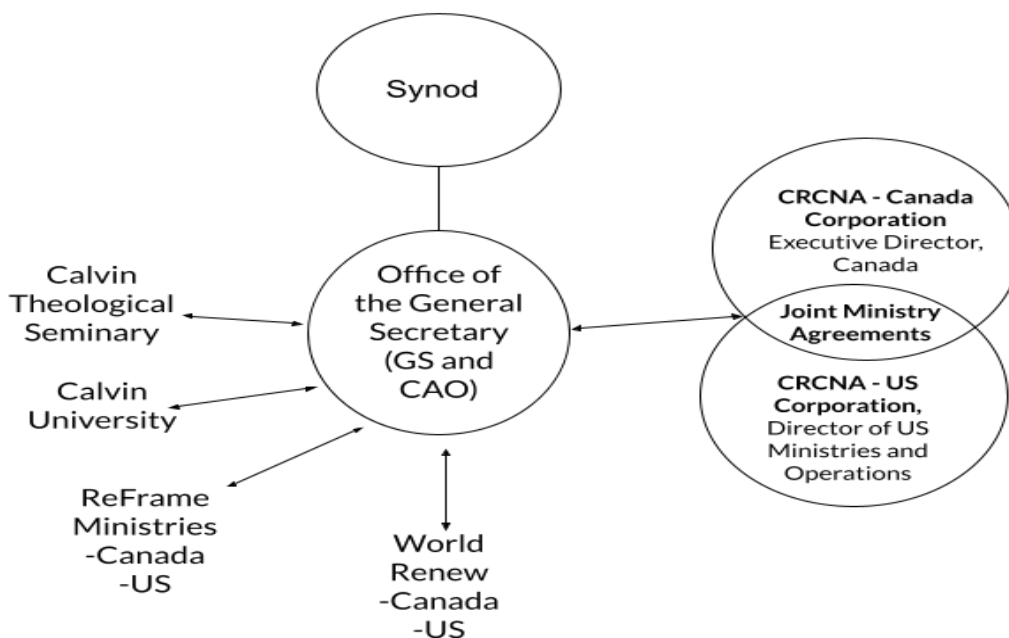 Synod
Office of
the General
Secretary
(GS and
CAO)
Calvin
Theological
Seminary
Calvin
University
ReFrame
Ministries
-Canada
-US
World
Renew
-Canada
-US
CRCNA - Canada
Corporation
Executive Director,
Canada
Joint Ministry
Agreements
CRCNA - US
Corporation,
Director of US
Ministries and
Operations